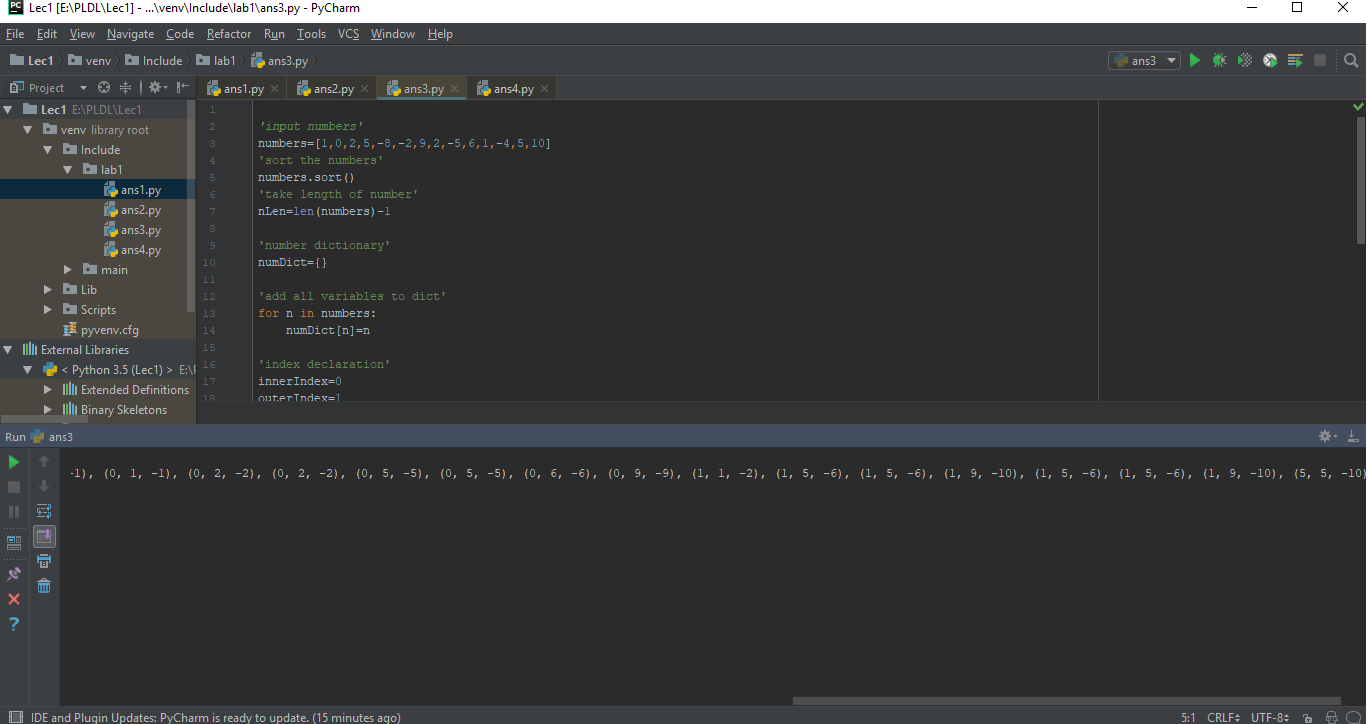 Lec1 [E:\PLDL\Lec1] - ...\venv\Include\lab1\ans3.py - PyCharm
File Edit View Navigate Code Refactor Run Tools VCS Window Help
Lec1 venv Include lab1 ans3.py ans3
Project ans1.py ans2.py ans3.py ans4.py
Lec1 E:\PLDL\Lec1
venv library root
Include
lab1
ans1.py
ans2.py
ans3.py
ans4.py
main
Lib
Scripts
pyvenv.cfg
External Libraries
< Python 3.5 (Lec1) > E:\
Extended Definitions
Binary Skeletons
1
2 'input numbers'
3 numbers=[1,0,2,5,-8,-2,9,2,-5,6,1,-4,5,10]
4 'sort the numbers'
5 numbers.sort()
6 'take length of number'
7 nLen=len(numbers)-1
8
9 'number dictionary'
10 numDict={}
11
12 'add all variables to dict'
13 for n in numbers:
14 numDict[n]=n
15
16 'index declaration'
17 innerIndex=0
18 outerIndex=1
Run ans3
-1), (0, 1, -1), (0, 2, -2), (0, 2, -2), (0, 5, -5), (0, 5, -5), (0, 6, -6), (0, 9, -9), (1, 1, -2), (1, 5, -6), (1, 5, -6), (1, 9, -10), (1, 5, -6), (1, 5, -6), (1, 9, -10), (5, 5, -10)
IDE and Plugin Updates: PyCharm is ready to update. (15 minutes ago) 5:1 CRLF UTF-8